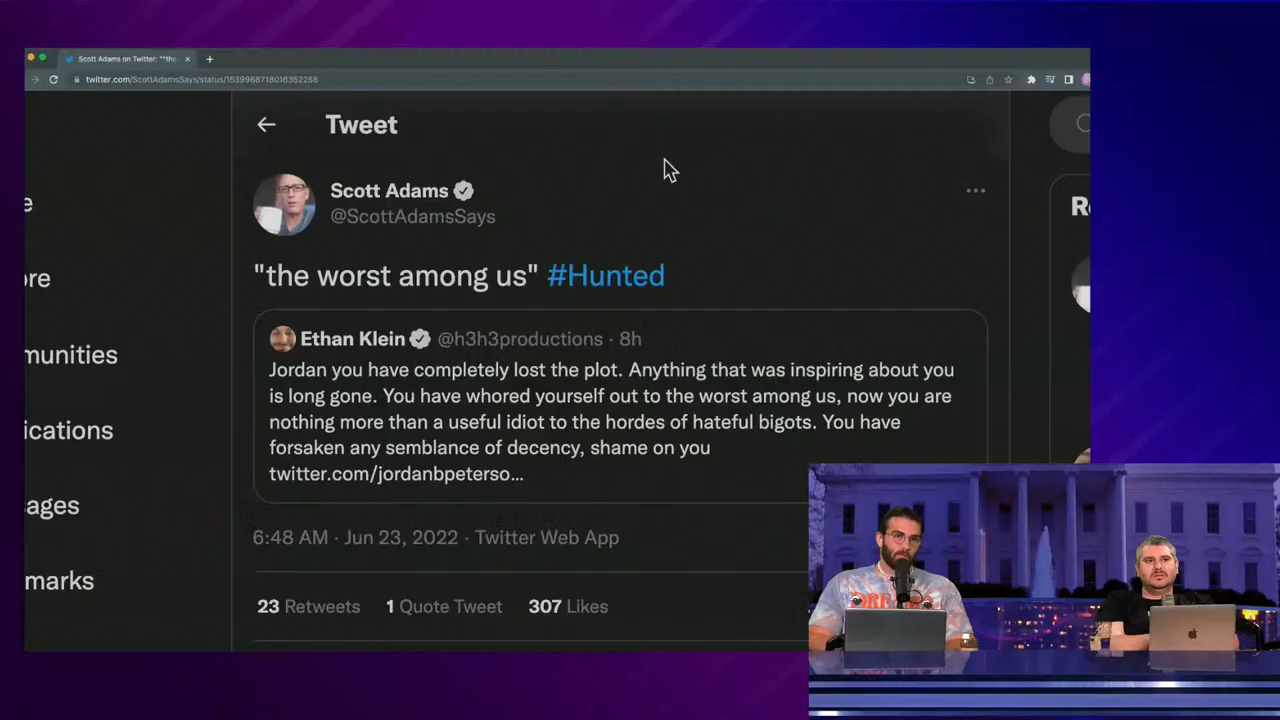 Scott Adams on Twitter: ""the
twitter.com/ScottAdamsSays/status/1539968718016352258
Tweet
Scott Adams
@ScottAdamsSays
"the worst among us" #Hunted
Ethan Klein @h3h3productions · 8h
Jordan you have completely lost the plot. Anything that was inspiring about you
is long gone. You have whored yourself out to the worst among us, now you are
nothing more than a useful idiot to the hordes of hateful bigots. You have
forsaken any semblance of decency, shame on you
twitter.com/jordanbpeterso...
6:48 AM · Jun 23, 2022 · Twitter Web App
23 Retweets 1 Quote Tweet 307 Likes
e
ore
munities
ications
ages
marks
Re